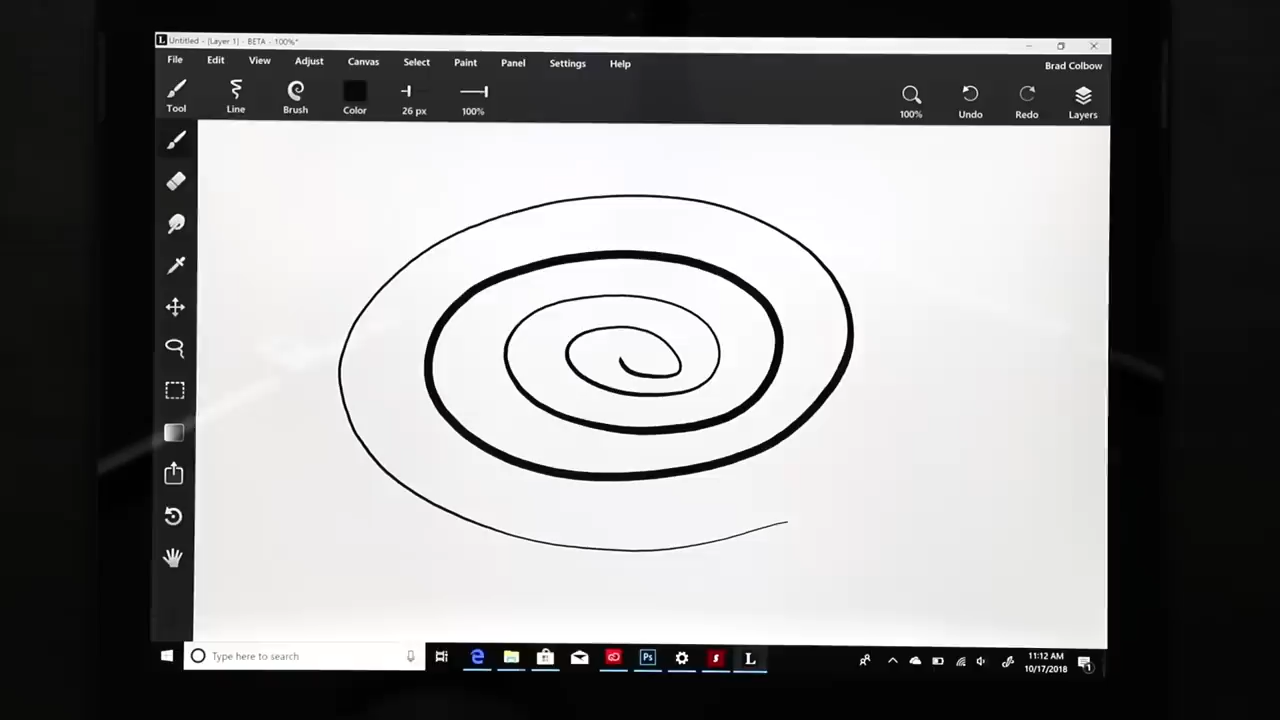 L Untitled - (Layer 1) - BETA - 100%*
File Edit View Adjust Canvas Select Paint Panel Settings Help Brad Colbow
Tool Line Brush Color 26 px 100% 100% Undo Redo Layers
Type here to search Ps L
11:12 AM
10/17/2018 1